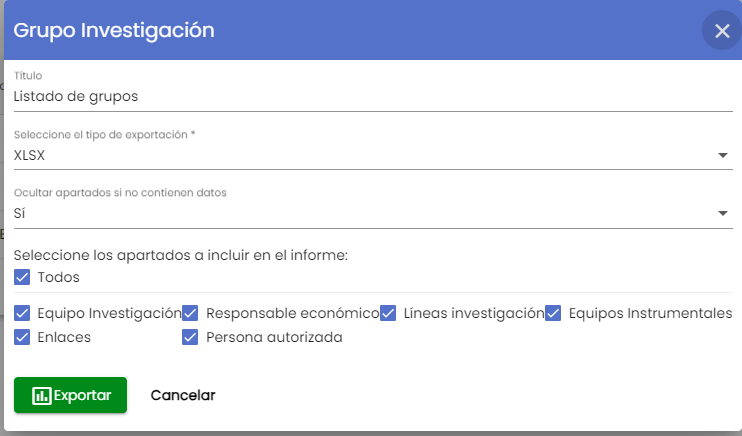 Grupo Investigación
Título
Listado de grupos
Seleccione el tipo de exportación *
XLSX
Ocultar apartados si no contienen datos
Sí
Seleccione los apartados a incluir en el informe:
Todos
Equipo Investigación Responsable económico Líneas investigación Equipos Instrumentales
Enlaces Persona autorizada
Exportar Cancelar